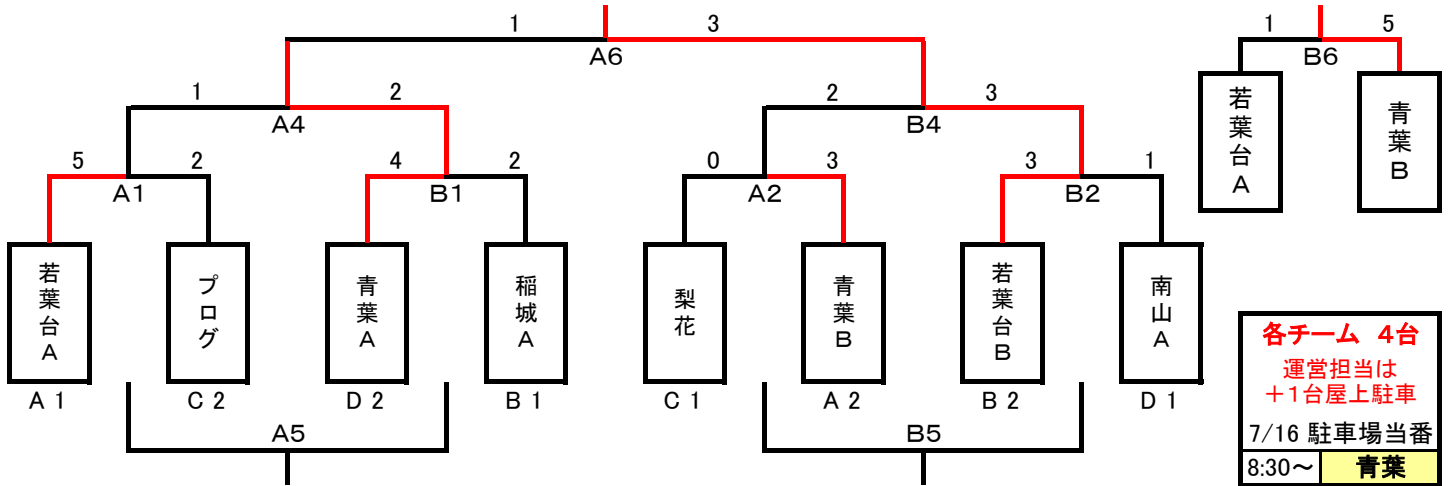 1 3
A6
1 5
B6
若葉台A
青葉B
1 2
A4
2 3
B4
5 2
A1
4 2
B1
0 3
A2
3 1
B2
若葉台A
プログ
青葉A
稲城A
梨花
青葉B
若葉台B
南山A
A 1
C 2
D 2
B 1
C 1
A 2
B 2
D 1
A5
B5
各チーム 4台
運営担当は
＋1台屋上駐車
7/16 駐車場当番
8:30～ 青葉